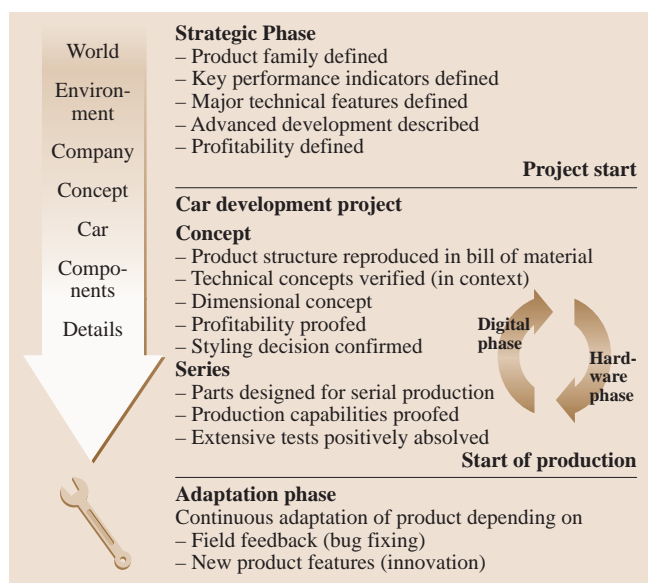 World
Environ-
ment
Company
Concept
Car
Compo-
nents
Details
Strategic Phase
– Product family defined
– Key performance indicators defined
– Major technical features defined
– Advanced development described
– Profitability defined
Project start
Car development project
Concept
– Product structure reproduced in bill of material
– Technical concepts verified (in context)
– Dimensional concept
– Profitability proofed
– Styling decision confirmed
Digital
phase
Hard-
ware
phase
Series
– Parts designed for serial production
– Production capabilities proofed
– Extensive tests positively absolved
Start of production
Adaptation phase
Continuous adaptation of product depending on
– Field feedback (bug fixing)
– New product features (innovation)